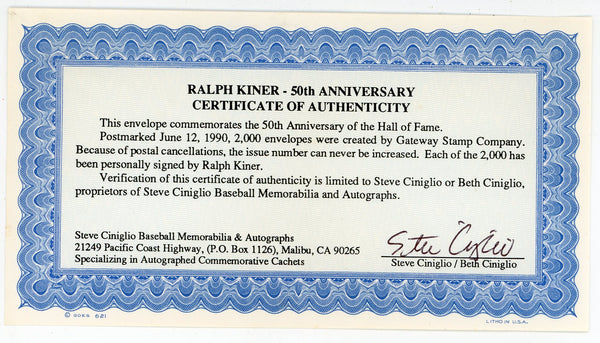 RALPH KINER - 50th ANNIVERSARY
CERTIFICATE OF AUTHENTICITY
This envelope commemorates the 50th Anniversary of the Hall of Fame.
Postmarked June 12, 1990, 2,000 envelopes were created by Gateway Stamp Company.
Because of postal cancellations, the issue number can never be increased. Each of the 2,000 has
been personally signed by Ralph Kiner.
Verification of this certificate of authenticity is limited to Steve Ciniglio or Beth Ciniglio,
proprietors of Steve Ciniglio Baseball Memorabilia and Autographs.
Steve Ciniglio Baseball Memorabilia & Autographs
21249 Pacific Coast Highway, (P.O. Box 1126), Malibu, CA 90265
Specializing in Autographed Commemorative Cachets
Steve Ciniglio
Steve Ciniglio / Beth Ciniglio
© GOES 821
LITHO IN U.S.A.